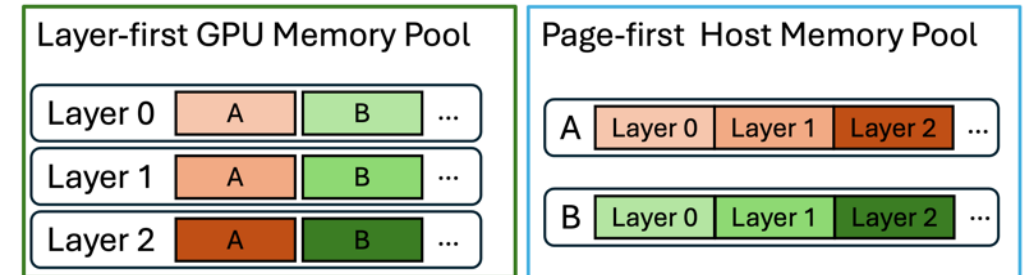 Layer-first GPU Memory Pool
Layer 0 A B ...
Layer 1 A B ...
Layer 2 A B ...
Page-first Host Memory Pool
A Layer 0 Layer 1 Layer 2 ...
B Layer 0 Layer 1 Layer 2 ...